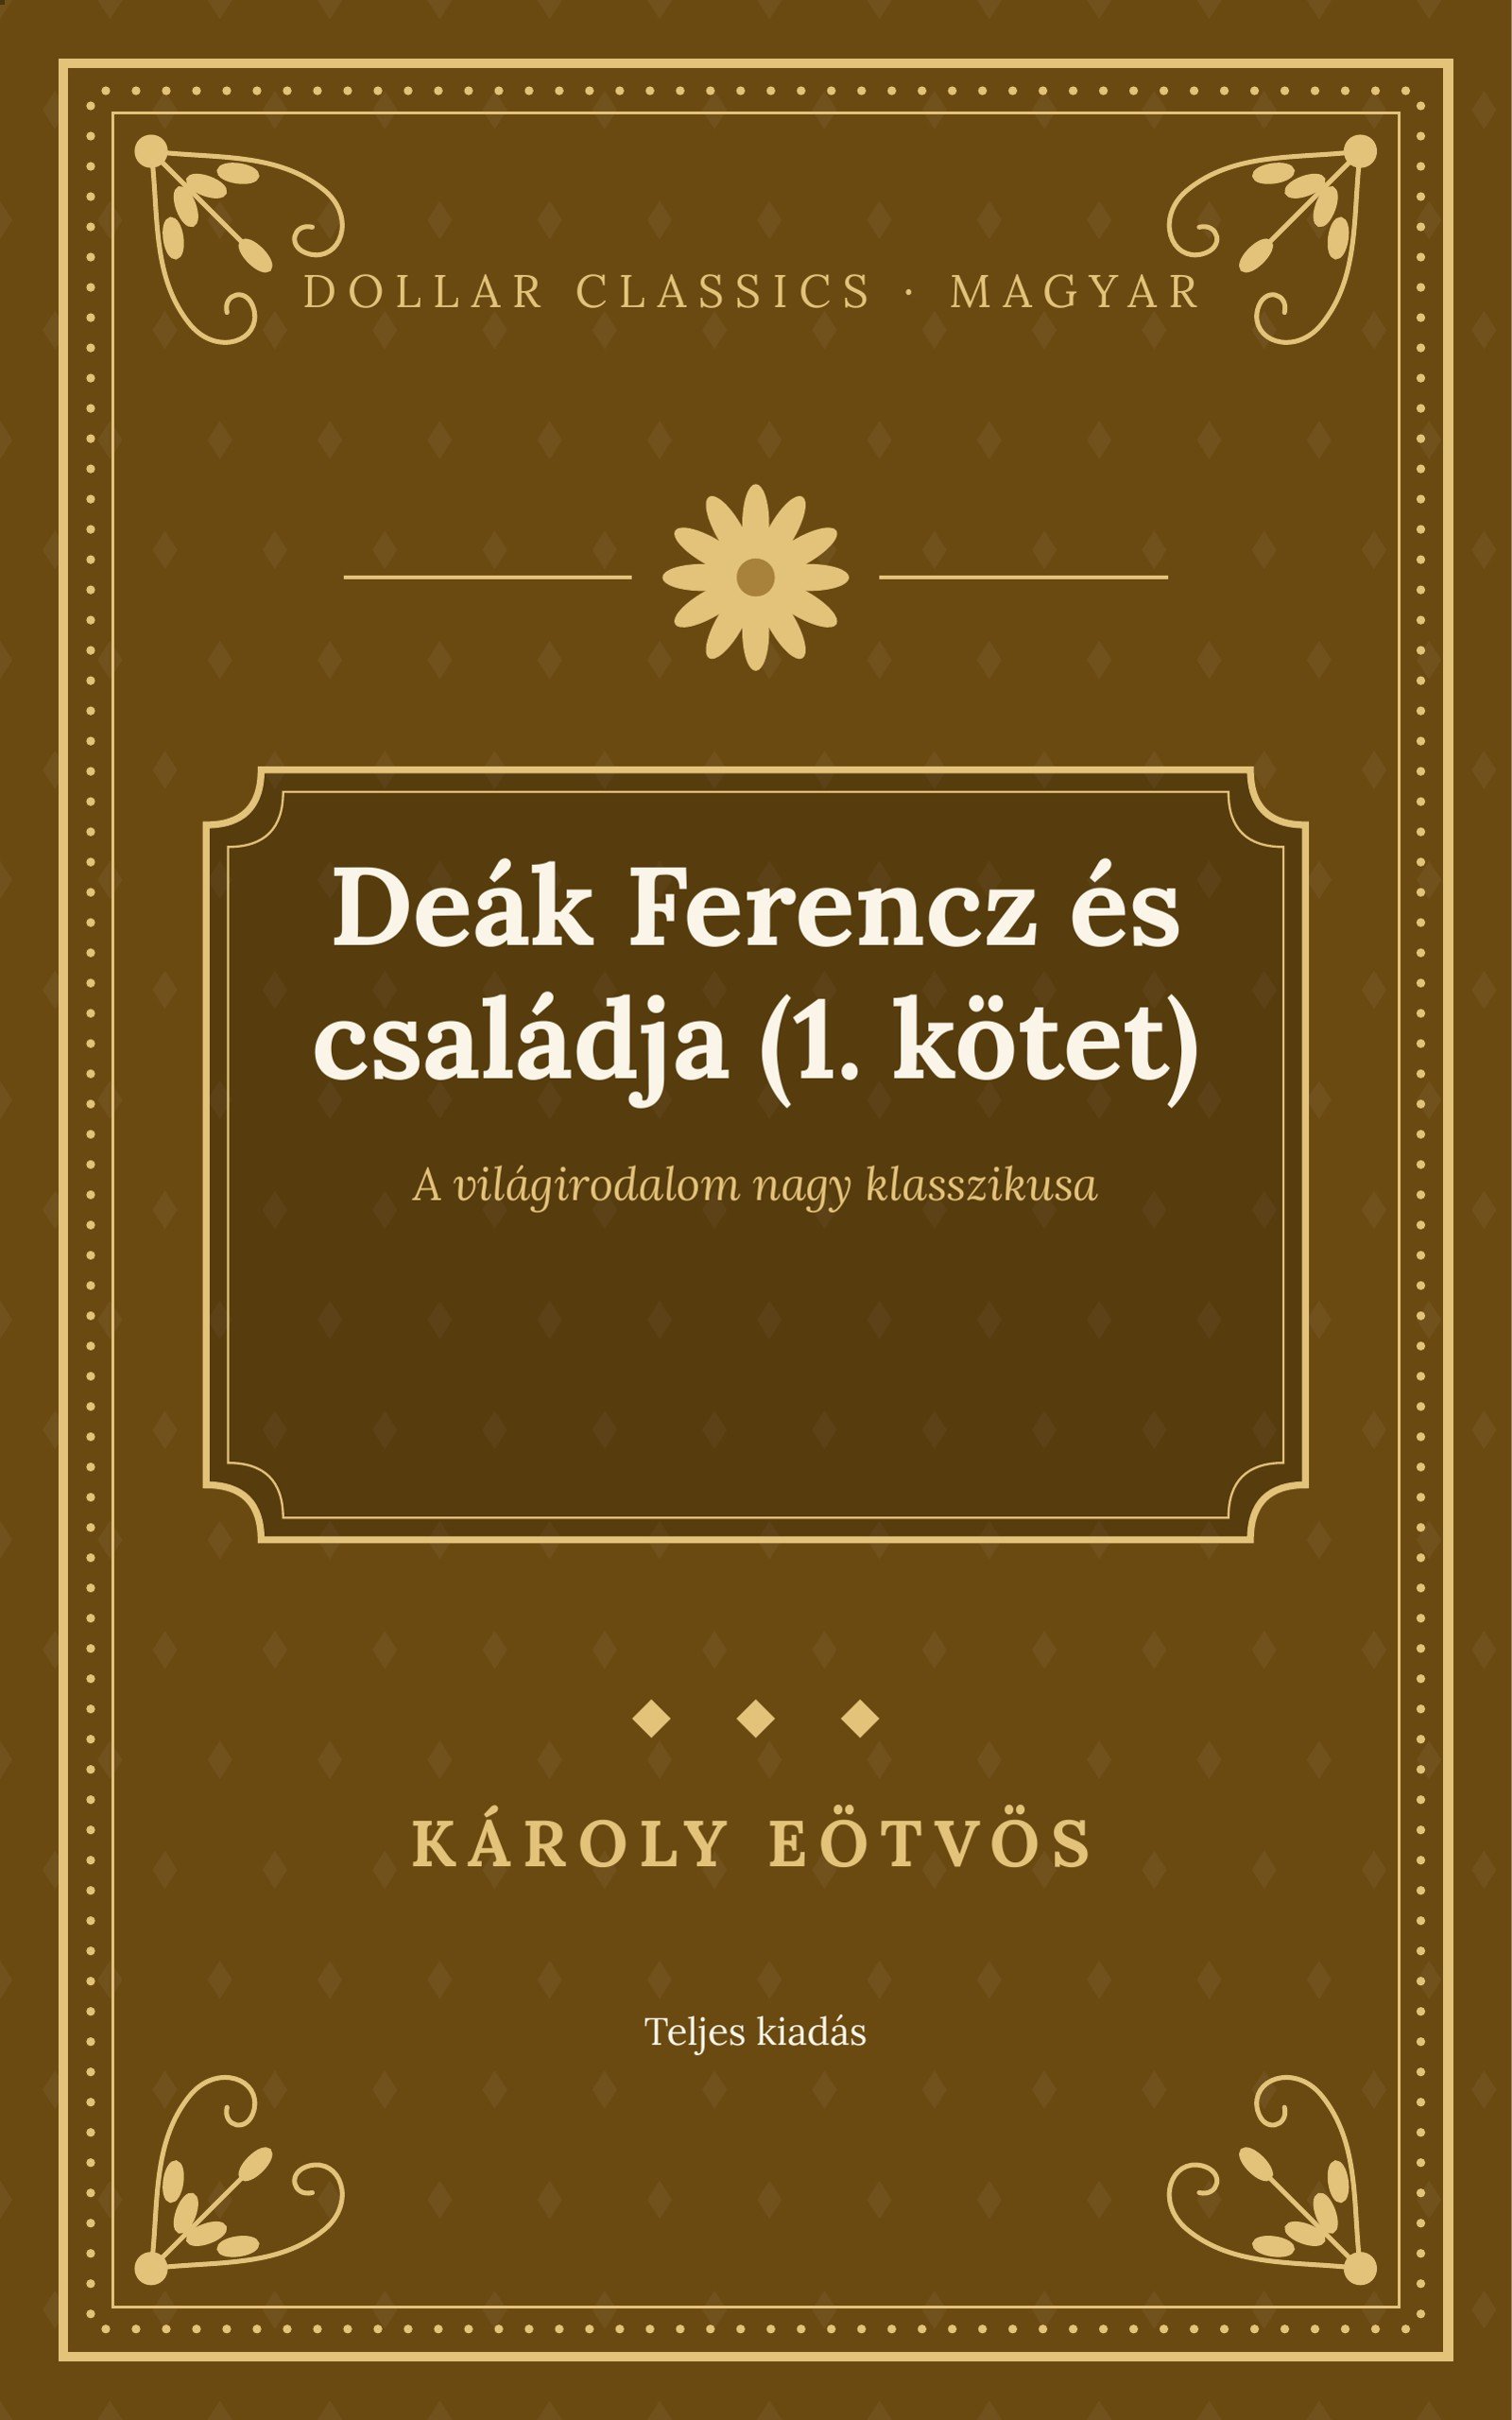 DOLLAR CLASSICS · MAGYAR
Deák Ferencz és
családja (1. kötet)
A világirodalom nagy klasszikusa
KÁROLY EÖTVÖS
Teljes kiadás